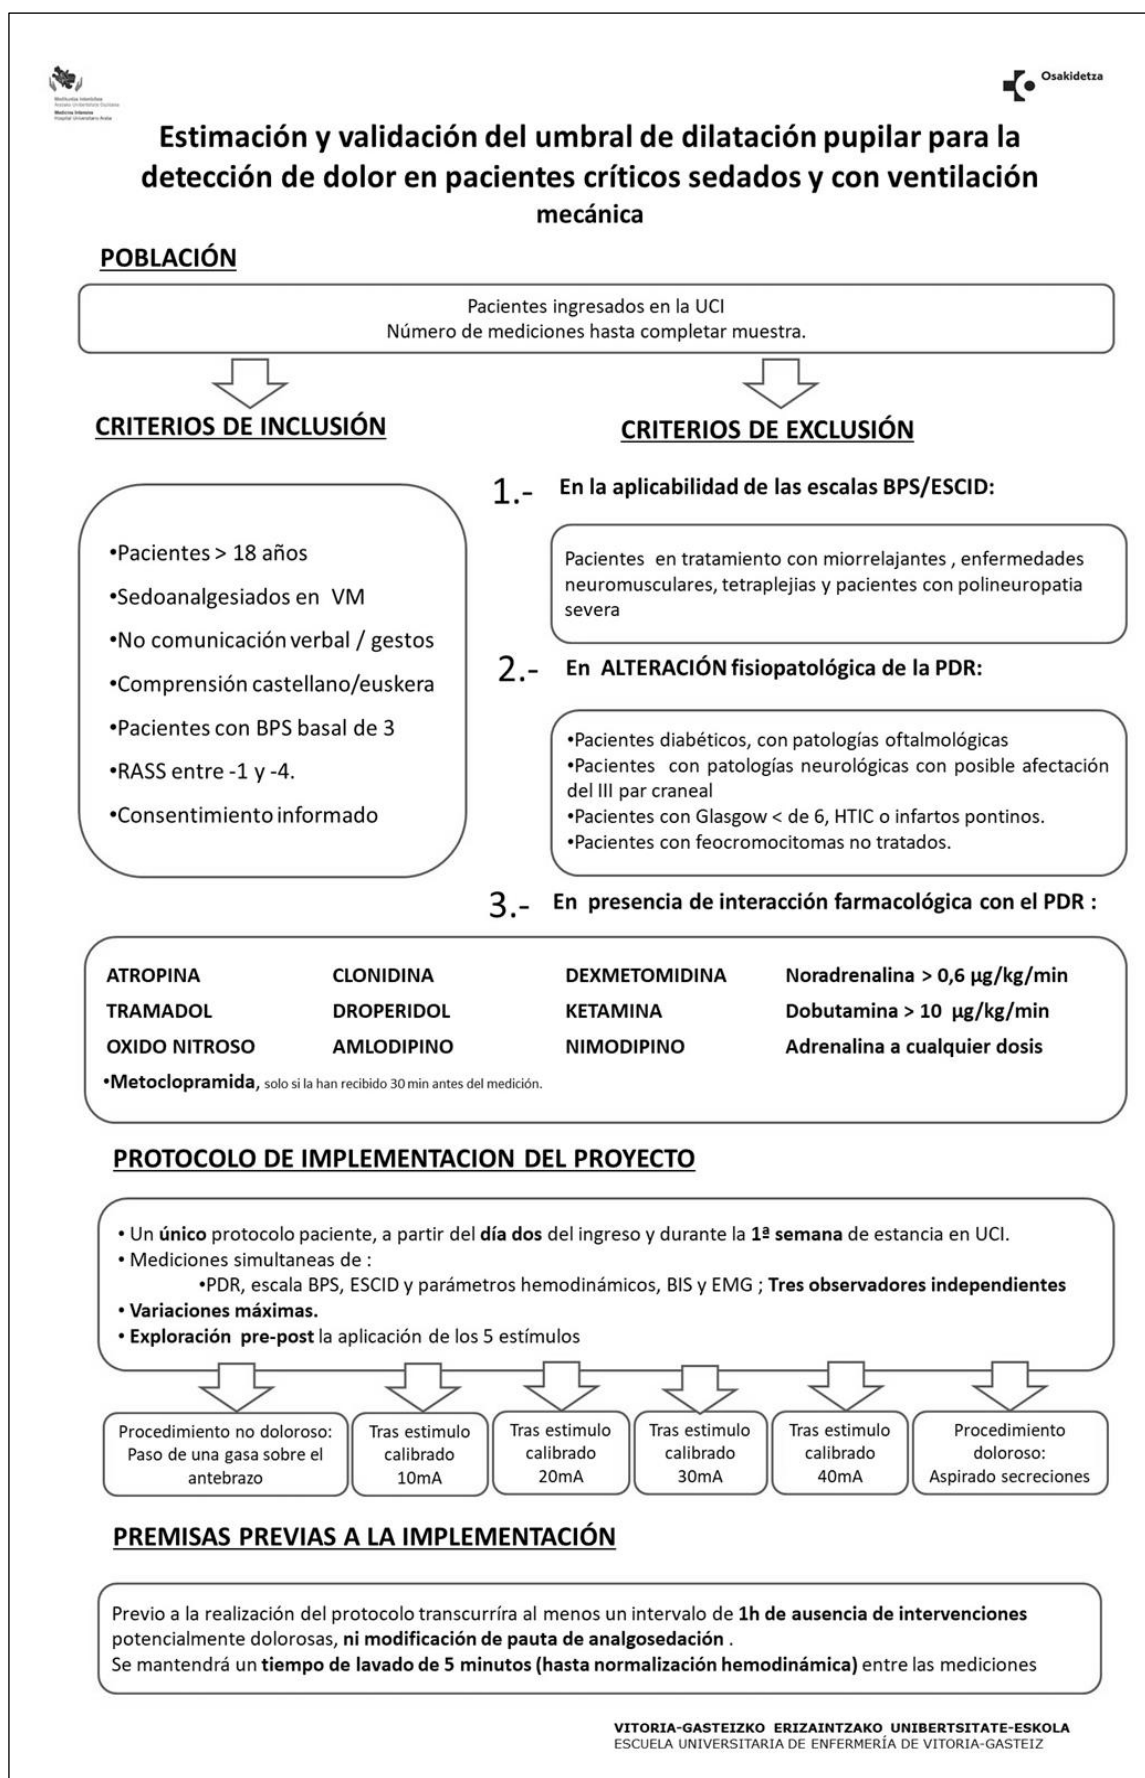 Osakidetza
Medicina Intensiva
Hospital Universitario Araba
Estimación y validación del umbral de dilatación pupilar para la
detección de dolor en pacientes críticos sedados y con ventilación
mecánica
POBLACIÓN
Pacientes ingresados en la UCI
Número de mediciones hasta completar muestra.
CRITERIOS DE INCLUSIÓN
•Pacientes > 18 años
•Sedoanalgesiados en VM
•No comunicación verbal / gestos
•Comprensión castellano/euskera
•Pacientes con BPS basal de 3
•RASS entre -1 y -4.
•Consentimiento informado
CRITERIOS DE EXCLUSIÓN
1.- En la aplicabilidad de las escalas BPS/ESCID:
Pacientes en tratamiento con miorrelajantes , enfermedades
neuromusculares, tetraplejias y pacientes con polineuropatia
severa
2.- En ALTERACIÓN fisiopatológica de la PDR:
•Pacientes diabéticos, con patologías oftalmológicas
•Pacientes con patologías neurológicas con posible afectación
del III par craneal
•Pacientes con Glasgow < de 6, HTIC o infartos pontinos.
•Pacientes con feocromocitomas no tratados.
3.- En presencia de interacción farmacológica con el PDR :
ATROPINA CLONIDINA DEXMETOMIDINA Noradrenalina > 0,6 µg/kg/min
TRAMADOL DROPERIDOL KETAMINA Dobutamina > 10 µg/kg/min
OXIDO NITROSO AMLODIPINO NIMODIPINO Adrenalina a cualquier dosis
•Metoclopramida, solo si la han recibido 30 min antes del medición.
PROTOCOLO DE IMPLEMENTACION DEL PROYECTO
• Un único protocolo paciente, a partir del día dos del ingreso y durante la 1ª semana de estancia en UCI.
• Mediciones simultaneas de :
•PDR, escala BPS, ESCID y parámetros hemodinámicos, BIS y EMG ; Tres observadores independientes
• Variaciones máximas.
• Exploración pre-post la aplicación de los 5 estímulos
Procedimiento no doloroso:
Paso de una gasa sobre el
antebrazo
Tras estimulo
calibrado
10mA
Tras estimulo
calibrado
20mA
Tras estimulo
calibrado
30mA
Tras estimulo
calibrado
40mA
Procedimiento
doloroso:
Aspirado secreciones
PREMISAS PREVIAS A LA IMPLEMENTACIÓN
Previo a la realización del protocolo transcurríra al menos un intervalo de 1h de ausencia de intervenciones
potencialmente dolorosas, ni modificación de pauta de analgosedación .
Se mantendrá un tiempo de lavado de 5 minutos (hasta normalización hemodinámica) entre las mediciones
VITORIA-GASTEIZKO ERIZAINTZAKO UNIBERTSITATE-ESKOLA
ESCUELA UNIVERSITARIA DE ENFERMERÍA DE VITORIA-GASTEIZ